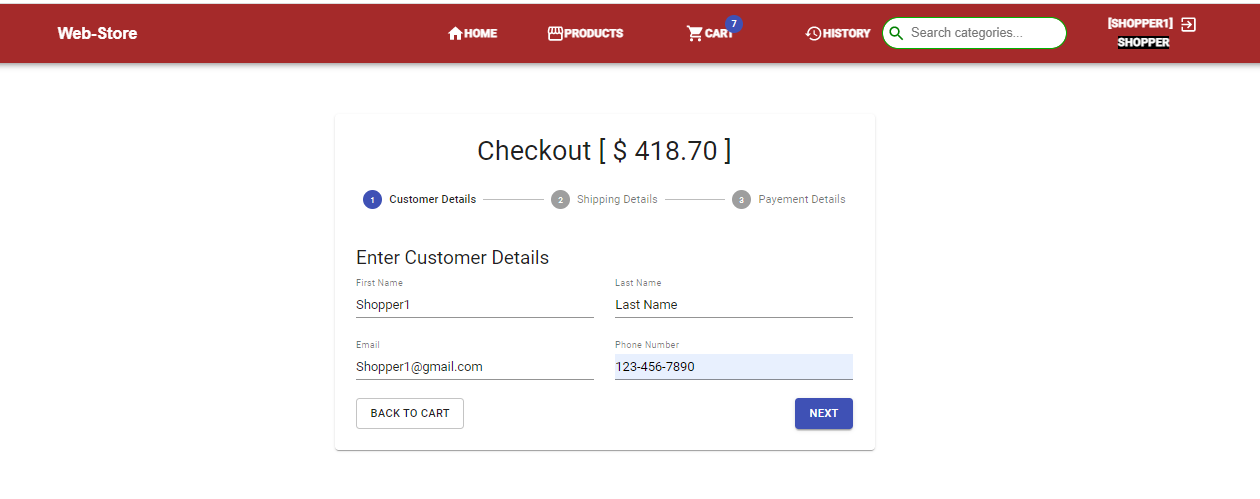 Web-Store
HOME
PRODUCTS
CART
7
HISTORY
Search categories...
[SHOPPER1]
SHOPPER
Checkout [ $ 418.70 ]
1 Customer Details
2 Shipping Details
3 Payement Details
Enter Customer Details
First Name
Last Name
Shopper1
Last Name
Email
Phone Number
Shopper1@gmail.com
123-456-7890
BACK TO CART
NEXT